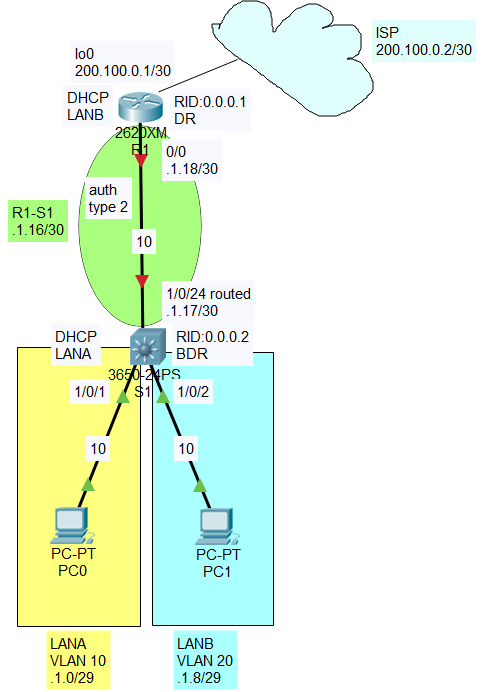 ISP
200.100.0.2/30
lo0
200.100.0.1/30
DHCP
LANB
RID:0.0.0.1
DR
2620XM
R1
0/0
.1.18/30
auth
type 2
R1-S1
.1.16/30
10
1/0/24 routed
.1.17/30
DHCP
LANA
RID:0.0.0.2
BDR
3650-24PS
S1
1/0/1
1/0/2
10
10
PC-PT
PC0
PC-PT
PC1
LANA
VLAN 10
.1.0/29
LANB
VLAN 20
.1.8/29